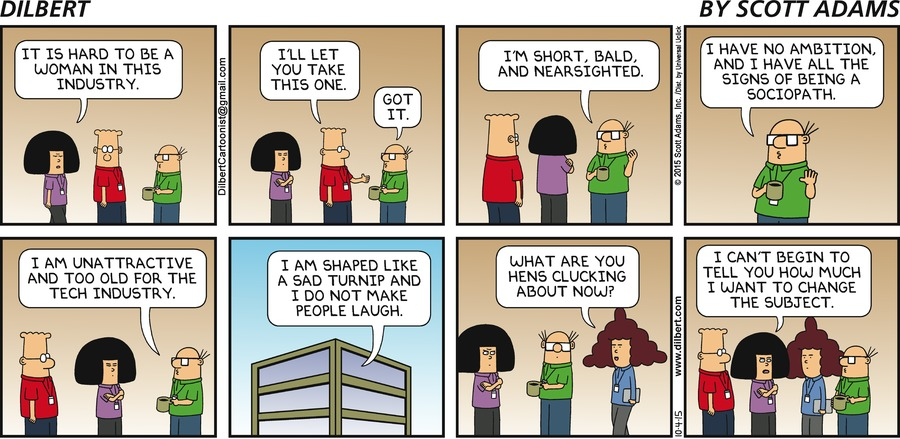 DILBERT
BY SCOTT ADAMS
IT IS HARD TO BE A
WOMAN IN THIS
INDUSTRY.
DilbertCartoonist@gmail.com
I'LL LET
YOU TAKE
THIS ONE.
GOT
IT.
I'M SHORT, BALD,
AND NEARSIGHTED.
© 2015 Scott Adams, Inc. /Dist. by Universal Uclick
I HAVE NO AMBITION,
AND I HAVE ALL THE
SIGNS OF BEING A
SOCIOPATH.
I AM UNATTRACTIVE
AND TOO OLD FOR THE
TECH INDUSTRY.
I AM SHAPED LIKE
A SAD TURNIP AND
I DO NOT MAKE
PEOPLE LAUGH.
WHAT ARE YOU
HENS CLUCKING
ABOUT NOW?
www.dilbert.com
10-4-15
I CAN'T BEGIN TO
TELL YOU HOW MUCH
I WANT TO CHANGE
THE SUBJECT.